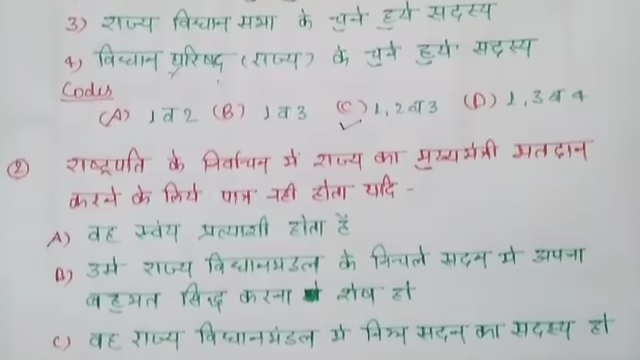 3) राज्य विधान सभा के चुने हुये सदस्य
4) विधान परिषद (राज्य) के चुने हुये सदस्य
Codes
(A) 1 व 2 (B) 1 व 3 (C) 1, 2 व 3 (D) 1, 3 व 4
(2) राष्ट्रपति के निर्वाचन में राज्य का मुख्यमंत्री मतदान
करने के लिये पात्र नही होता यदि -
A) वह स्वंय प्रत्याशी होता है
B) उसे राज्य विधानमंडल के निचले सदन मे अपना
बहुमत सिद्ध करना शेष हो
C) वह राज्य विधानमंडल मे निम्न सदन का सदस्य हो